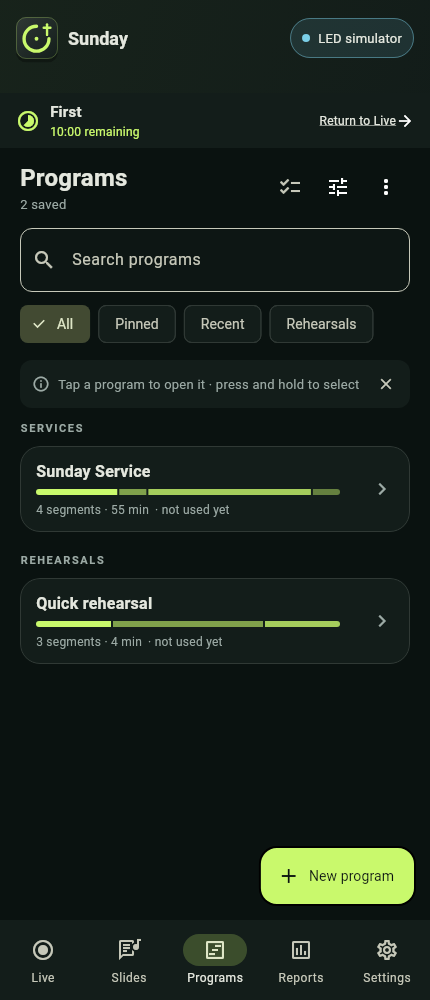 Sunday
LED simulator
First
10:00 remaining
Return to Live
Programs
2 saved
Search programs
All
Pinned
Recent
Rehearsals
Tap a program to open it · press and hold to select
SERVICES
Sunday Service
4 segments · 55 min · not used yet
REHEARSALS
Quick rehearsal
3 segments · 4 min · not used yet
New program
Live
Slides
Programs
Reports
Settings